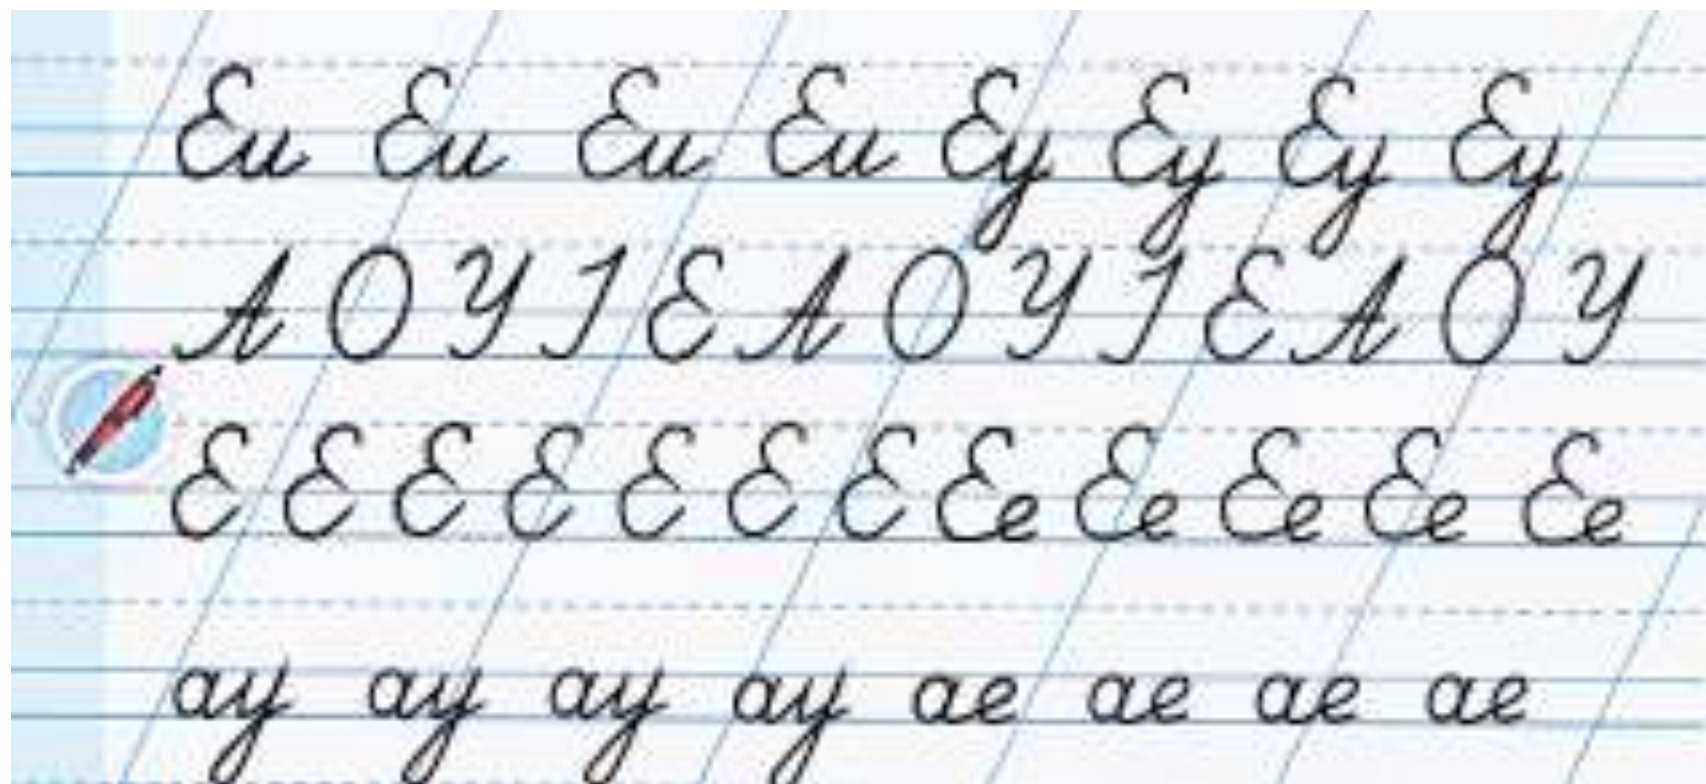 Еи Еи Еи Еи Еу Еу Еу Еу
А О У І Е А О У І Е А О У
Е Е Е Е Е Е Е Ее Ее Ее Ее Ее
ау ау ау ау ае ае ае ае